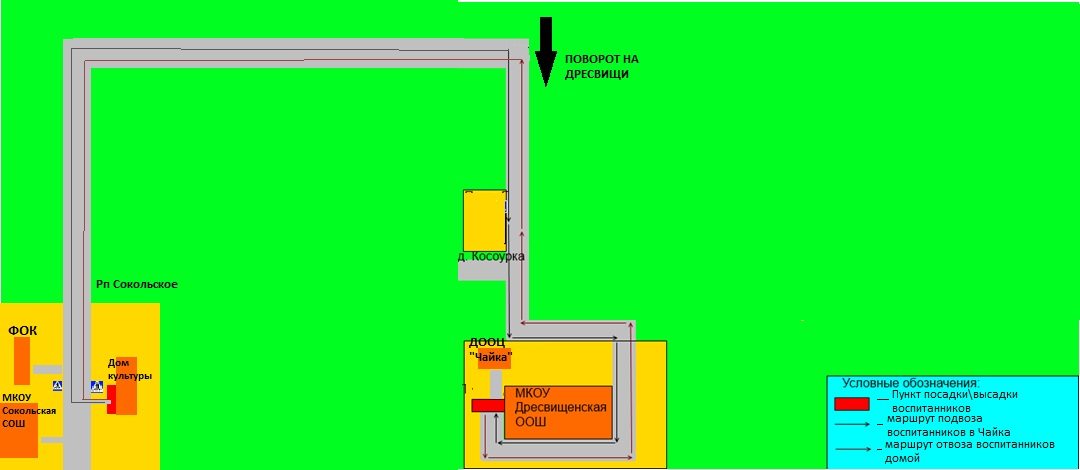 ПОВОРОТ НА
ДРЕСВИЩИ
д. Косоурка
Рп Сокольское
ФОК
Дом
культуры
МКОУ
Сокольская
СОШ
ДООЦ
"Чайка"
МКОУ
Дресвищенская
ООШ
Условные обозначения:
— Пункт посадки\высадки
воспитанников
– маршрут подвоза
воспитанников в Чайка
– маршрут отвоза воспитанников
домой